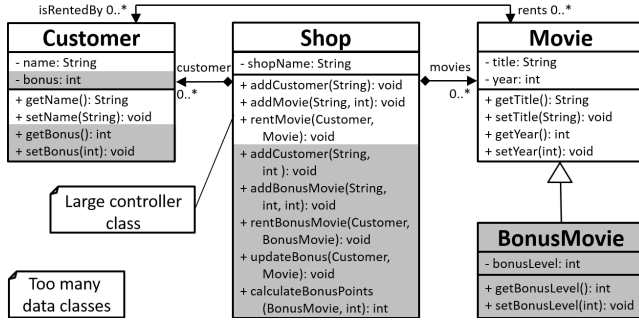 isRentedBy 0..*
rents 0..*
Customer
- name: String
- bonus: int
+ getName(): String
+ setName(String): void
+ getBonus(): int
+ setBonus(int): void
customer
0..*
Shop
- shopName: String
+ addCustomer(String): void
+ addMovie(String, int): void
+ rentMovie(Customer,
Movie): void
+ addCustomer(String,
int ): void
+ addBonusMovie(String,
int, int): void
+ rentBonusMovie(Customer,
BonusMovie): void
+ updateBonus(Customer,
Movie): void
+ calculateBonusPoints
(BonusMovie, int): int
movies
0..*
Movie
- title: String
- year: int
+ getTitle(): String
+ setTitle(String): void
+ getYear(): int
+ setYear(int): void
BonusMovie
- bonusLevel: int
+ getBonusLevel(): int
+ setBonusLevel(int): void
Large controller
class
Too many
data classes